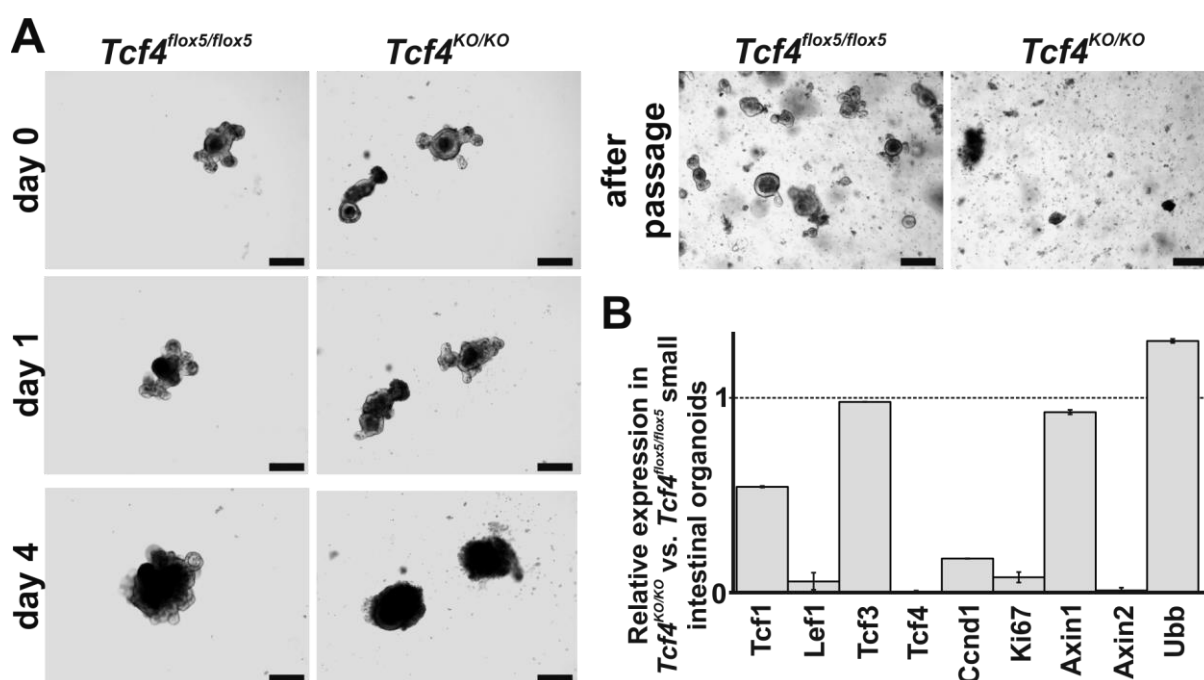 A
Tcf4flox5/flox5
Tcf4KO/KO
day 0
day 1
day 4
Tcf4flox5/flox5
Tcf4KO/KO
after
passsage
B
Relative expression in
Tcf4KO/KO vs. Tcf4flox5/flox5 small
intestinal organoids
1
0
Tcf1
Lef1
Tcf3
Tcf4
Ccnd1
Ki67
Axin1
Axin2
Ubb